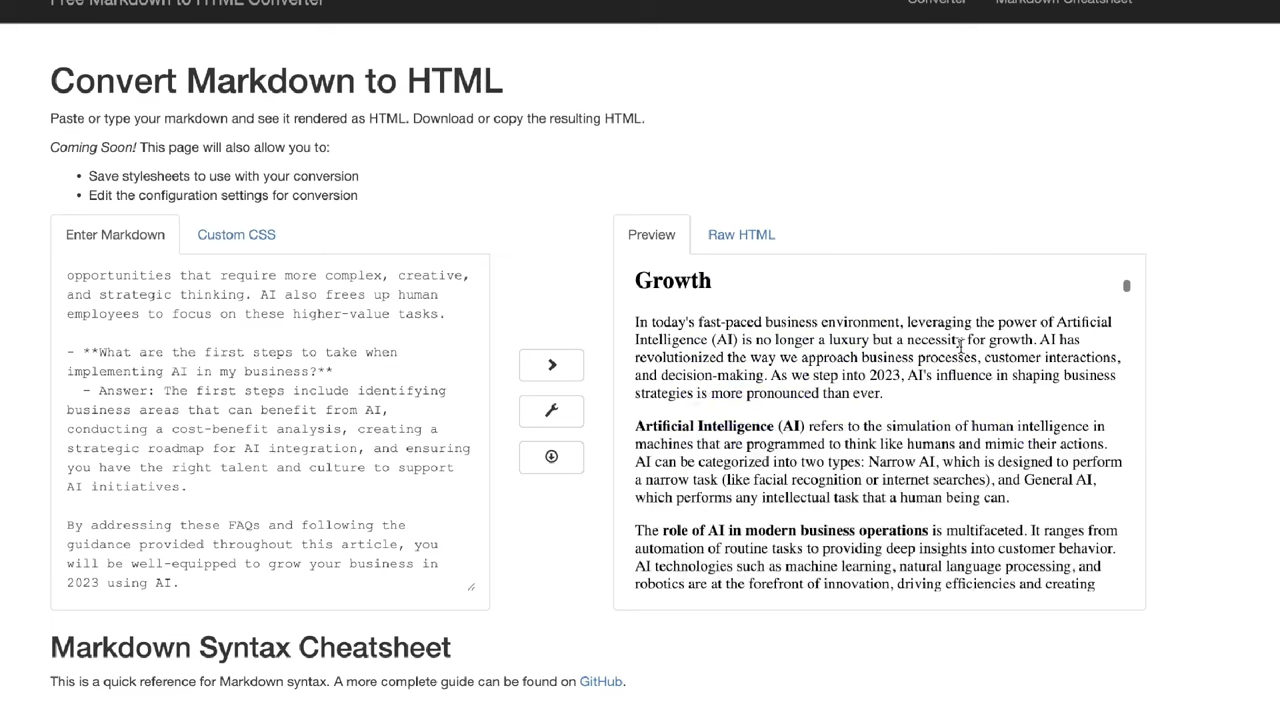 Free Markdown to HTML Converter
Converter Markdown Cheatsheet
Convert Markdown to HTML
Paste or type your markdown and see it rendered as HTML. Download or copy the resulting HTML.
Coming Soon! This page will also allow you to:
• Save stylesheets to use with your conversion
• Edit the configuration settings for conversion
Enter Markdown Custom CSS
opportunities that require more complex, creative,
and strategic thinking. AI also frees up human
employees to focus on these higher-value tasks.
- **What are the first steps to take when
implementing AI in my business?**
- Answer: The first steps include identifying
business areas that can benefit from AI,
conducting a cost-benefit analysis, creating a
strategic roadmap for AI integration, and ensuring
you have the right talent and culture to support
AI initiatives.
By addressing these FAQs and following the
guidance provided throughout this article, you
will be well-equipped to grow your business in
2023 using AI.
Preview Raw HTML
Growth
In today's fast-paced business environment, leveraging the power of Artificial
Intelligence (AI) is no longer a luxury but a necessity for growth. AI has
revolutionized the way we approach business processes, customer interactions,
and decision-making. As we step into 2023, AI's influence in shaping business
strategies is more pronounced than ever.
Artificial Intelligence (AI) refers to the simulation of human intelligence in
machines that are programmed to think like humans and mimic their actions.
AI can be categorized into two types: Narrow AI, which is designed to perform
a narrow task (like facial recognition or internet searches), and General AI,
which performs any intellectual task that a human being can.
The role of AI in modern business operations is multifaceted. It ranges from
automation of routine tasks to providing deep insights into customer behavior.
AI technologies such as machine learning, natural language processing, and
robotics are at the forefront of innovation, driving efficiencies and creating
Markdown Syntax Cheatsheet
This is a quick reference for Markdown syntax. A more complete guide can be found on GitHub.